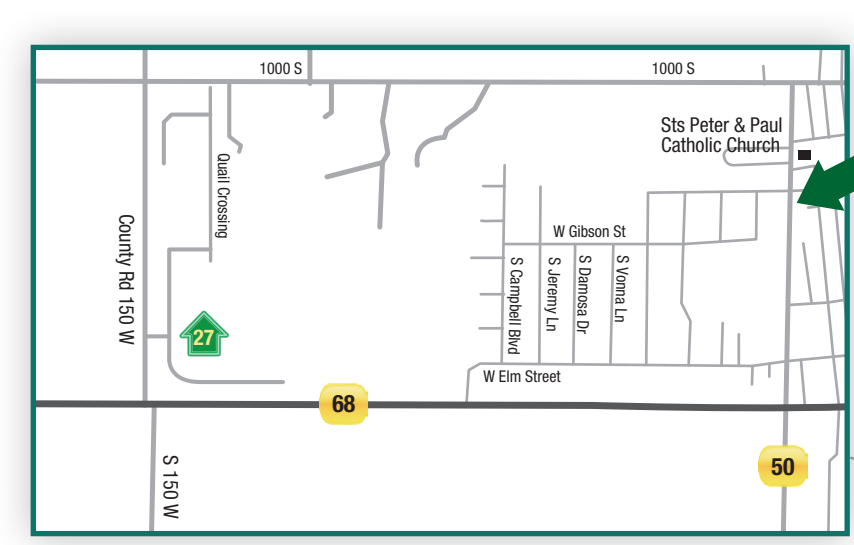 1000 S
1000 S
Sts Peter & Paul
Catholic Church
Quail Crossing
County Rd 150 W
W Gibson St
S Campbell Blvd
S Jeremy Ln
S Damosa Dr
S Vonna Ln
27
W Elm Street
68
50
S 150 W